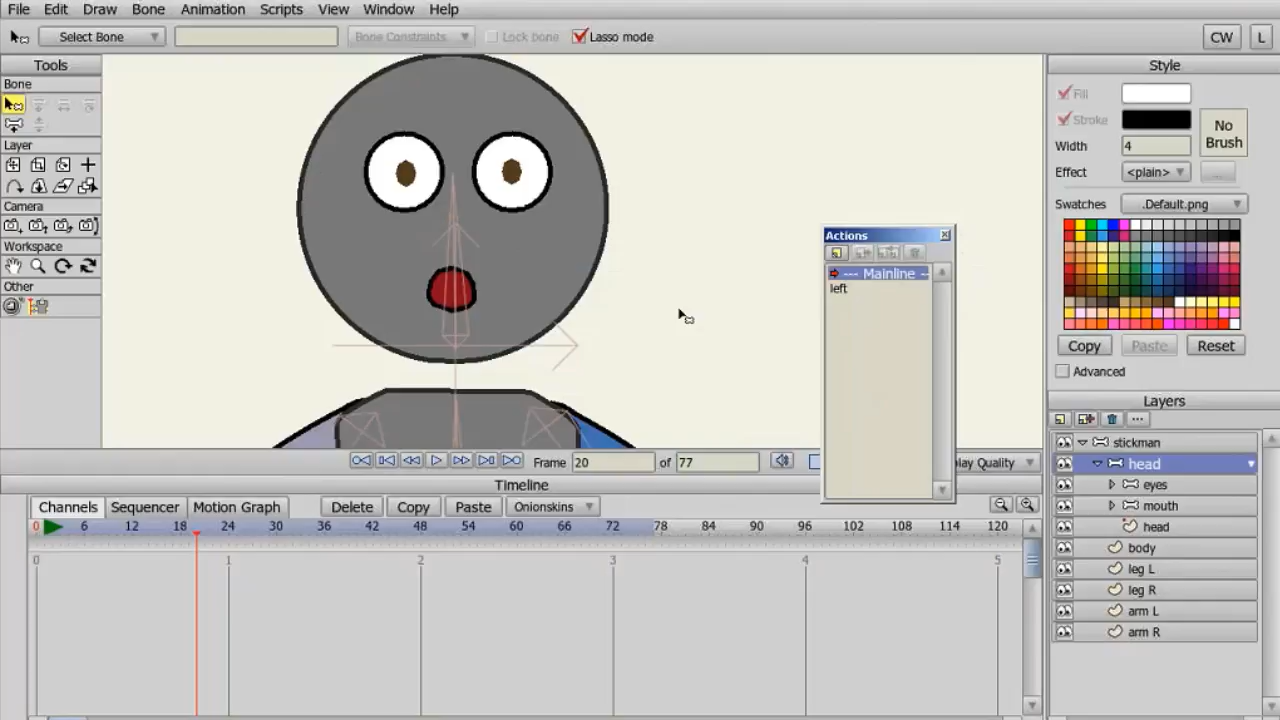 File Edit Draw Bone Animation Scripts View Window Help
Select Bone Bone Constraints Lock bone Lasso mode CW L
Tools
Bone
Layer
Camera
Workspace
Other
Style
Fill
Stroke
No Brush
Width 4
Effect <plain> ...
Swatches .Default.png
Copy Paste Reset
Advanced
Actions
--- Mainline --
left
Layers
stickman
head
eyes
mouth
head
body
leg L
leg R
arm L
arm R
Frame 20 of 77 lay Quality
Timeline
Channels Sequencer Motion Graph Delete Copy Paste Onionskins
0 6 12 18 24 30 36 42 48 54 60 66 72 78 84 90 96 102 108 114 120
0 1 2 3 4 5